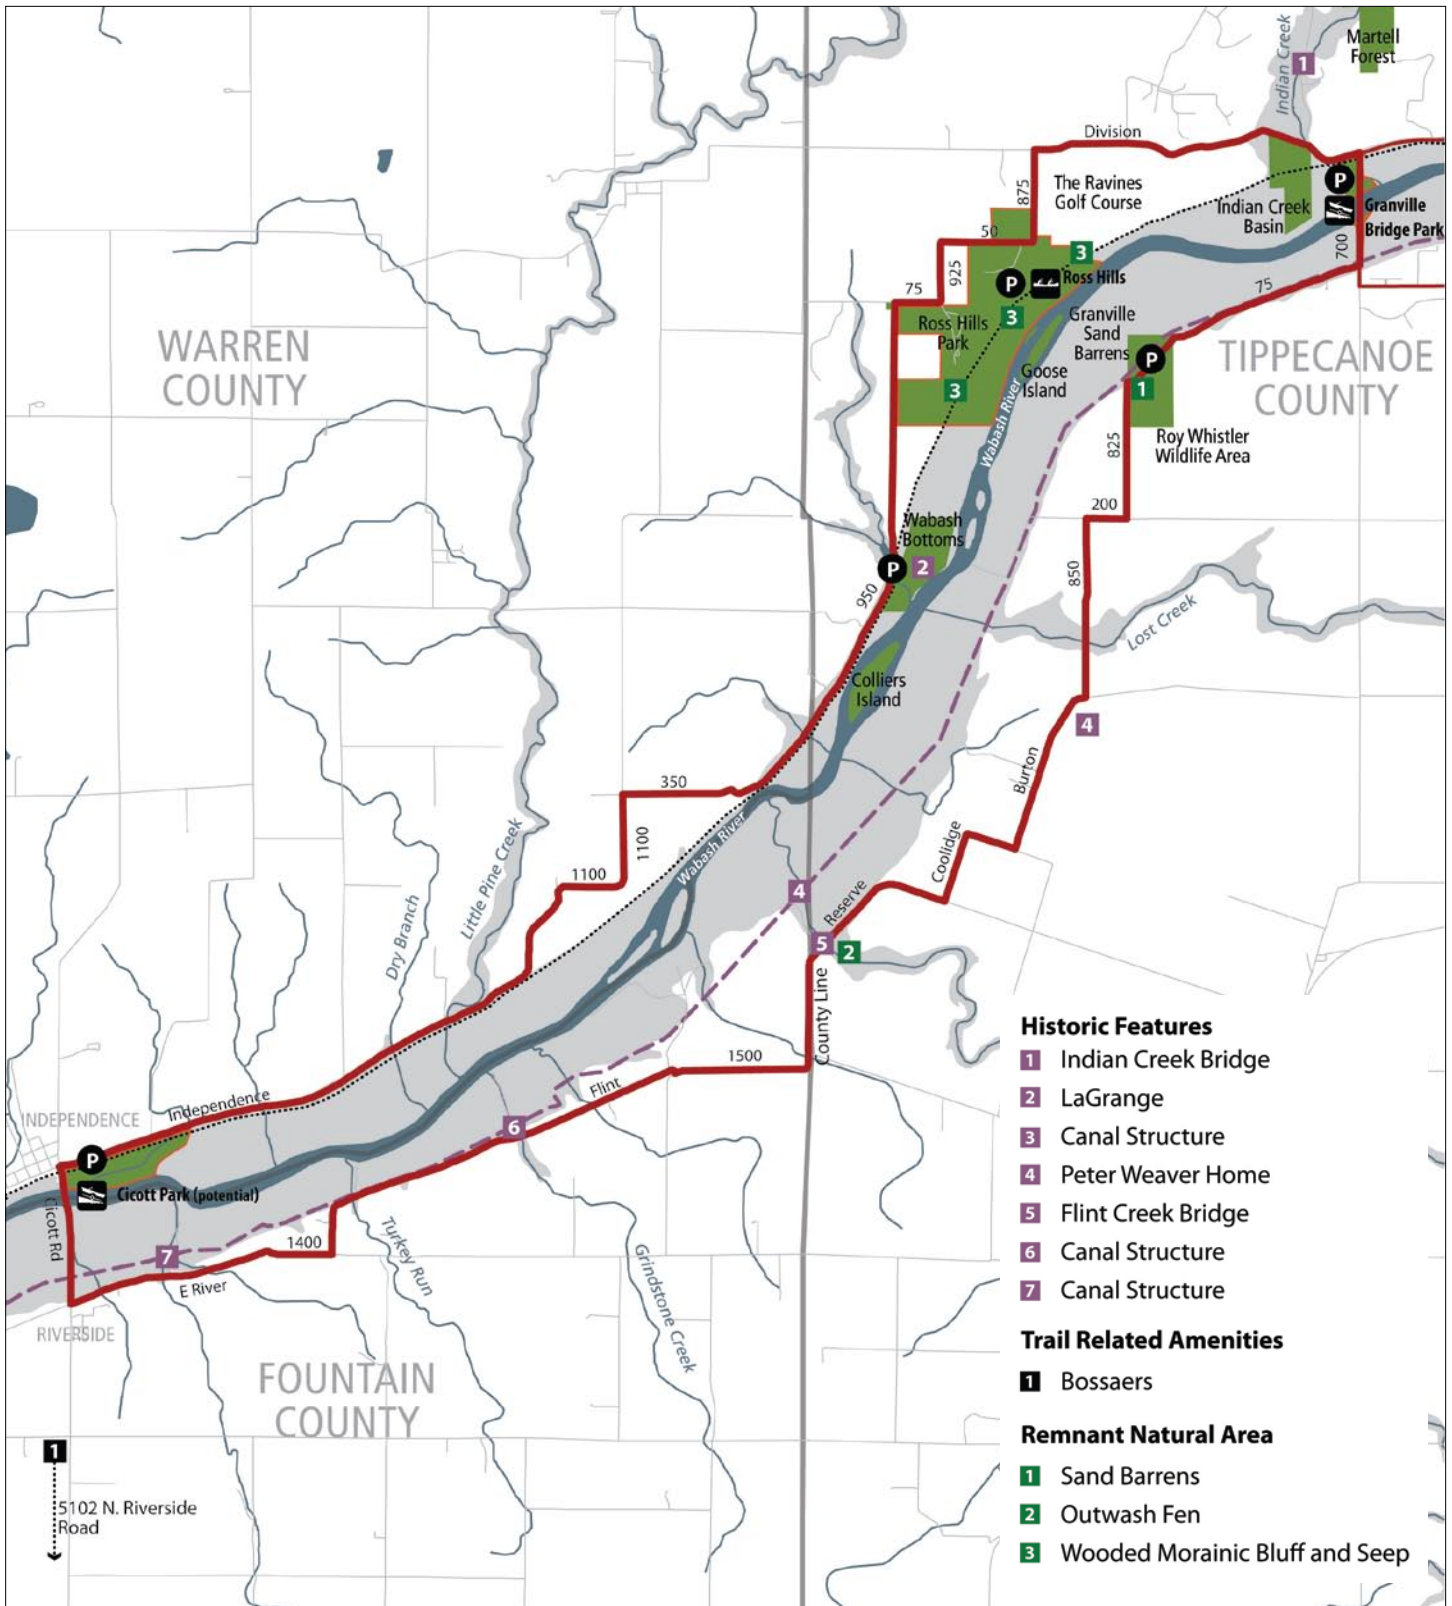 Martell
Forest
Indian Creek
1
Division
875
The Ravines
Golf Course
P
Indian Creek
Basin
Granville
Bridge Park
700
50
925
3
P
Ross Hills
75
75
3
Ross Hills
Park
Granville
Sand
Barrens
P
WARREN
COUNTY
TIPPECANOE
COUNTY
Goose
Island
3
1
Wabash River
825
Roy Whistler
Wildlife Area
200
Wabash
Bottoms
P
2
850
950
Lost Creek
Colliers
Island
4
Burton
350
1100
Wabash River
Coolidge
Little Pine Creek
1100
4
Reserve
Dry Branch
5
2
County Line
1500
Flint
Independence
INDEPENDENCE
6
P
Cicott Park (potential)
Cicott Rd
7
1400
E River
Turkey Run
Grindstone Creek
RIVERSIDE
FOUNTAIN
COUNTY
1
5102 N. Riverside
Road
Historic Features
1 Indian Creek Bridge
2 LaGrange
3 Canal Structure
4 Peter Weaver Home
5 Flint Creek Bridge
6 Canal Structure
7 Canal Structure
Trail Related Amenities
1 Bossaers
Remnant Natural Area
1 Sand Barrens
2 Outwash Fen
3 Wooded Morainic Bluff and Seep